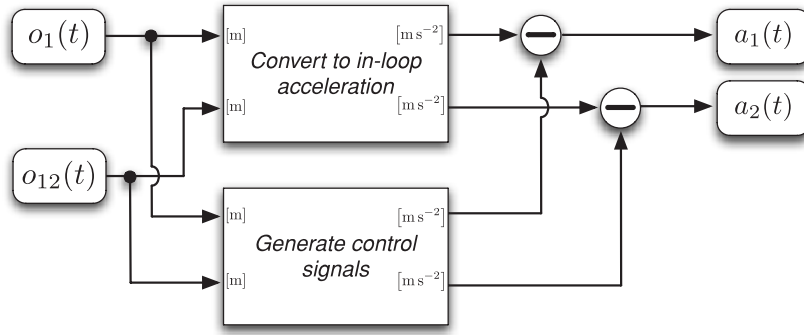 o₁(t)
[m]
Convert to in-loop
acceleration
[m s⁻²]
a₁(t)
[m]
[m s⁻²]
a₂(t)
o₁₂(t)
[m]
Generate control
signals
[m s⁻²]
[m]
[m s⁻²]